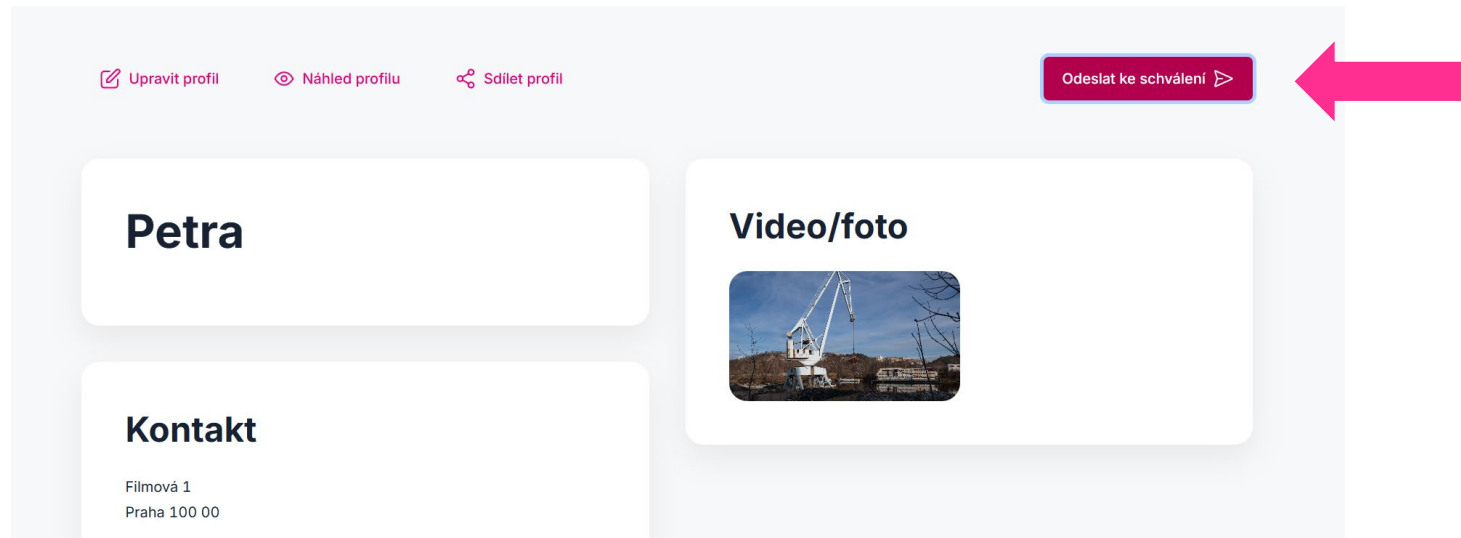 Upravit profil
Náhled profilu
Sdílet profil
Odeslat ke schválení
Petra
Video/foto
Kontakt
Filmová 1
Praha 100 00